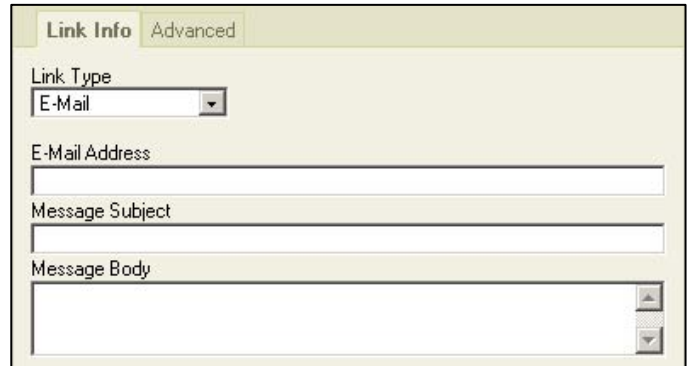 Link Info Advanced
Link Type
E-Mail
E-Mail Address
Message Subject
Message Body